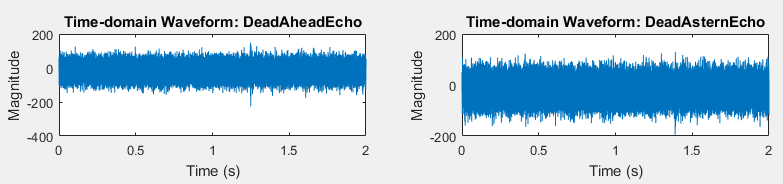 Time-domain Waveform: DeadAheadEcho
200
0
-200
-400
Magnitude
0 0.5 1 1.5 2
Time (s)
Time-domain Waveform: DeadAsternEcho
200
0
-200
Magnitude
0 0.5 1 1.5 2
Time (s)